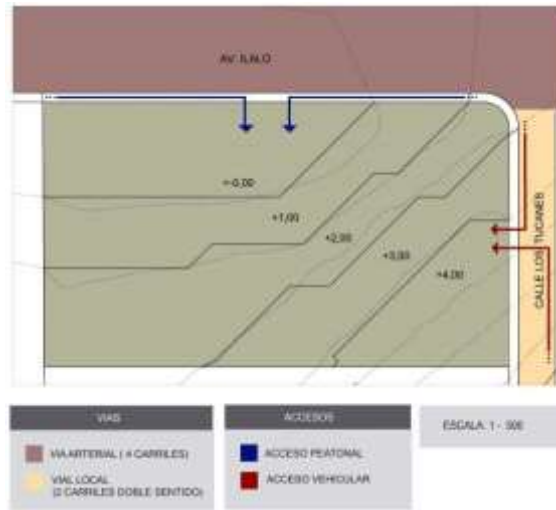 AV. ILALO
+-0,00
+1,00
+2,00
+3,00
+4,00
CALLE LOS TUCANES
VIAS
VIA ARTERIAL ( 4 CARRILES)
VIAL LOCAL
(2 CARRILES DOBLE SENTIDO)
ACCESOS
ACCESO PEATONAL
ACCESO VEHICULAR
ESCALA: 1 - 500